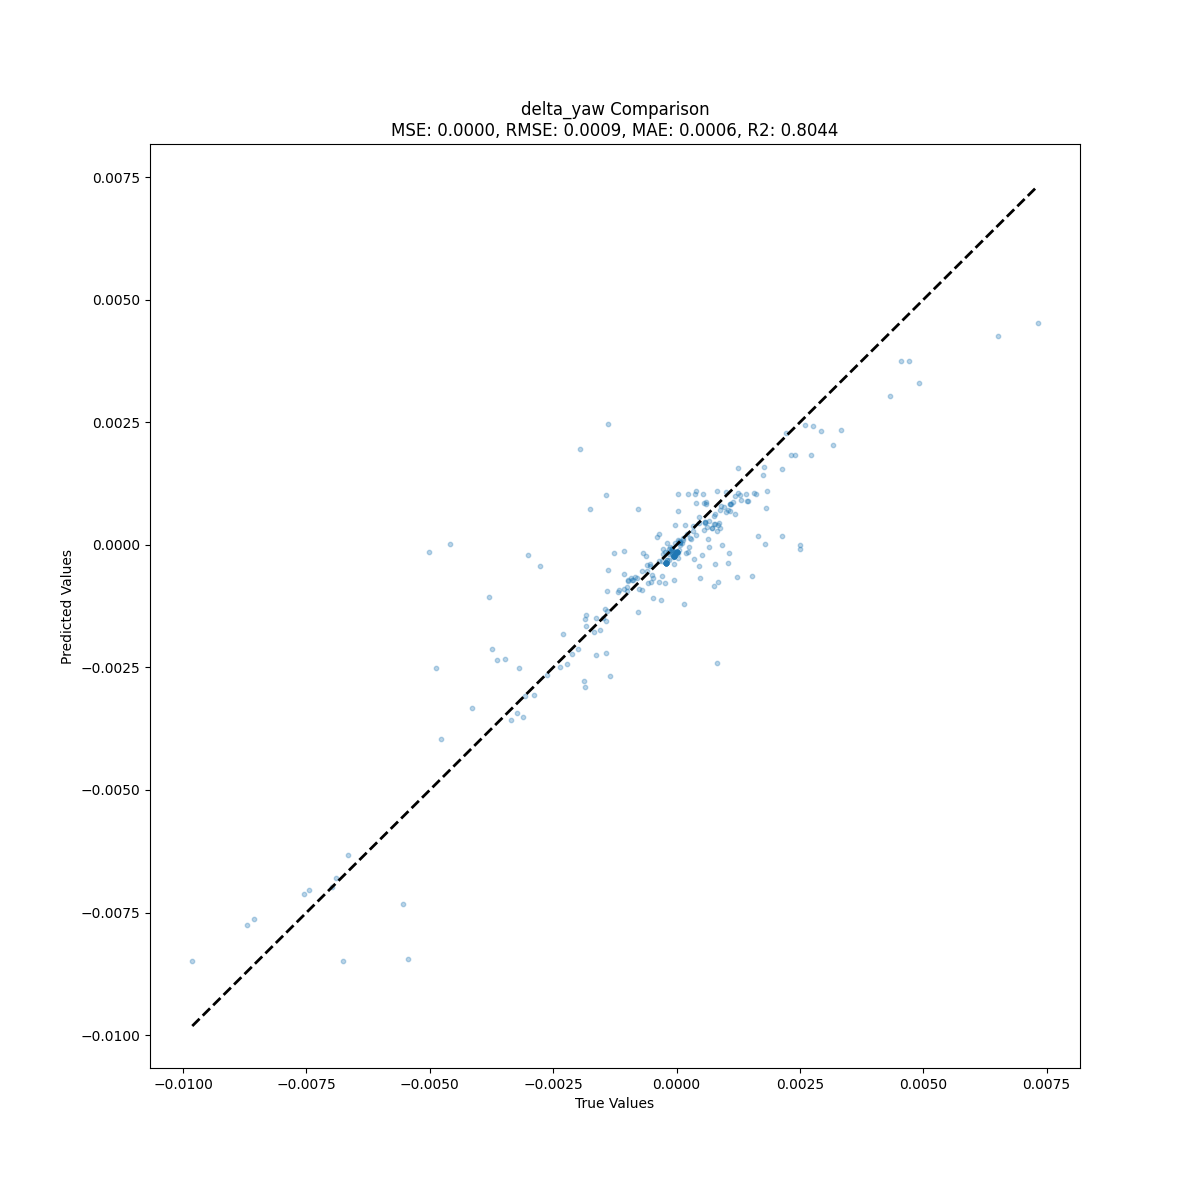 delta_yaw Comparison
MSE: 0.0000, RMSE: 0.0009, MAE: 0.0006, R2: 0.8044
0.0075
0.0050
0.0025
0.0000
−0.0025
−0.0050
−0.0075
−0.0100
Predicted Values
−0.0100 −0.0075 −0.0050 −0.0025 0.0000 0.0025 0.0050 0.0075
True Values